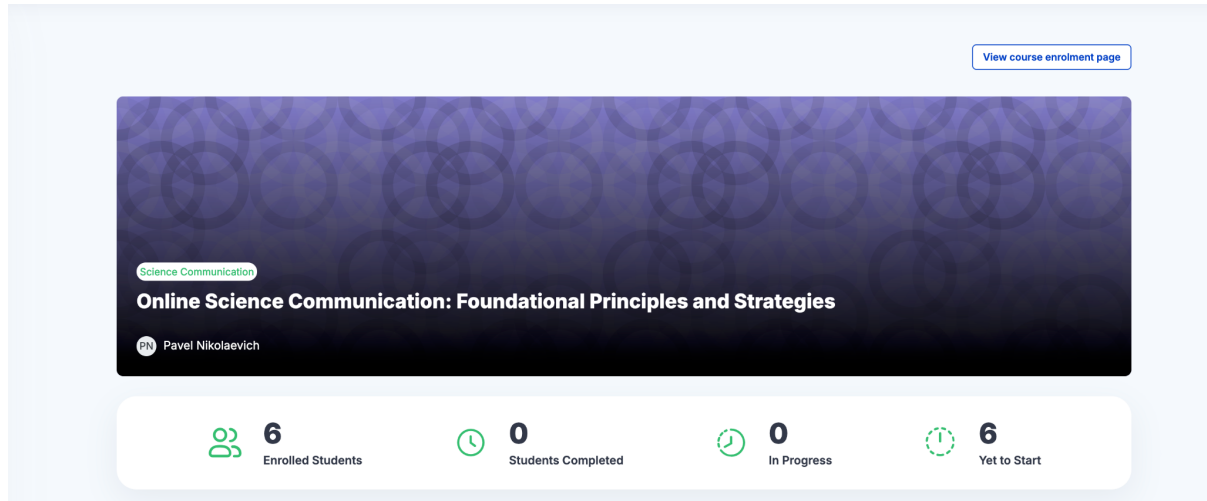 View course enrolment page
Science Communication
Online Science Communication: Foundational Principles and Strategies
PN Pavel Nikolaevich
6
Enrolled Students
0
Students Completed
0
In Progress
6
Yet to Start